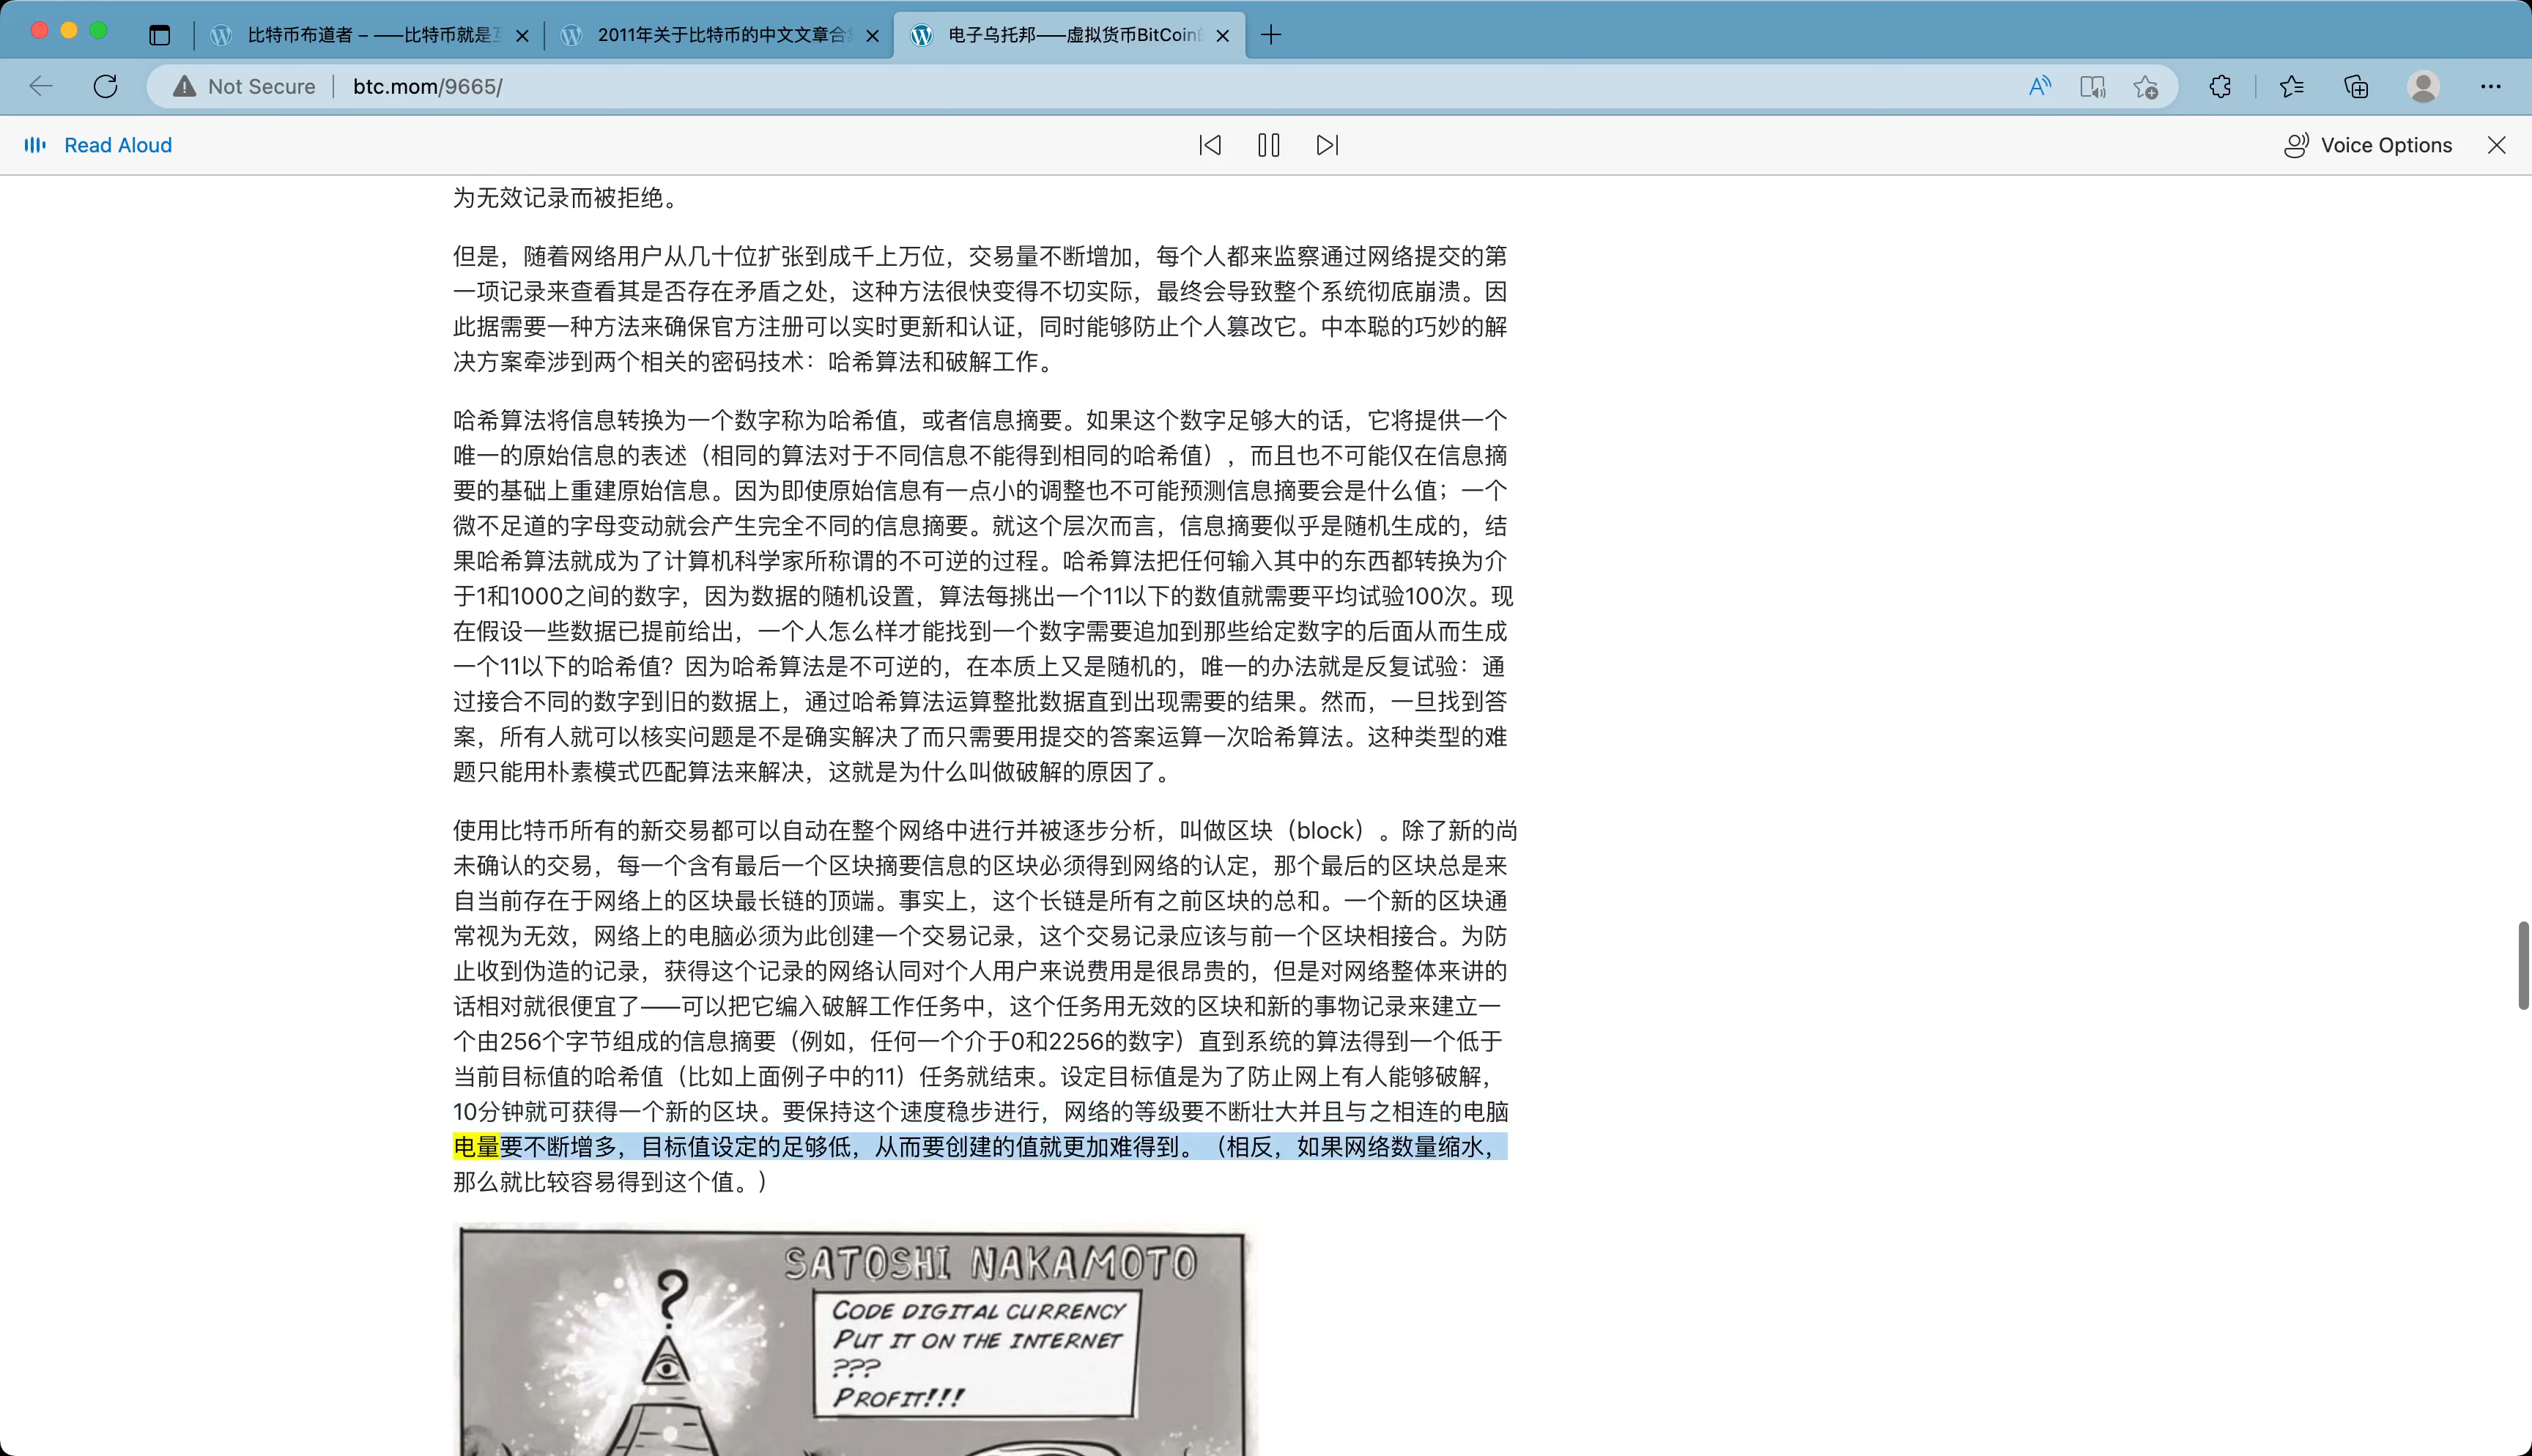 比特币布道者 – ——比特币就是互
2011年关于比特币的中文文章合集
电子乌托邦——虚拟货币BitCoin
Not Secure
btc.mom/9665/
Read Aloud
Voice Options
为无效记录而被拒绝。
但是，随着网络用户从几十位扩张到成千上万位，交易量不断增加，每个人都来监察通过网络提交的第
一项记录来查看其是否存在矛盾之处，这种方法很快变得不切实际，最终会导致整个系统彻底崩溃。因
此据需要一种方法来确保官方注册可以实时更新和认证，同时能够防止个人篡改它。中本聪的巧妙的解
决方案牵涉到两个相关的密码技术：哈希算法和破解工作。
哈希算法将信息转换为一个数字称为哈希值，或者信息摘要。如果这个数字足够大的话，它将提供一个
唯一的原始信息的表述（相同的算法对于不同信息不能得到相同的哈希值），而且也不可能仅在信息摘
要的基础上重建原始信息。因为即使原始信息有一点小的调整也不可能预测信息摘要会是什么值；一个
微不足道的字母变动就会产生完全不同的信息摘要。就这个层次而言，信息摘要似乎是随机生成的，结
果哈希算法就成为了计算机科学家所称谓的不可逆的过程。哈希算法把任何输入其中的东西都转换为介
于1和1000之间的数字，因为数据的随机设置，算法每挑出一个11以下的数值就需要平均试验100次。现
在假设一些数据已提前给出，一个人怎么样才能找到一个数字需要追加到那些给定数字的后面从而生成
一个11以下的哈希值？因为哈希算法是不可逆的，在本质上又是随机的，唯一的办法就是反复试验：通
过接合不同的数字到旧的数据上，通过哈希算法运算整批数据直到出现需要的结果。然而，一旦找到答
案，所有人就可以核实问题是不是确实解决了而只需要用提交的答案运算一次哈希算法。这种类型的难
题只能用朴素模式匹配算法来解决，这就是为什么叫做破解的原因了。
使用比特币所有的新交易都可以自动在整个网络中进行并被逐步分析，叫做区块（block）。除了新的尚
未确认的交易，每一个含有最后一个区块摘要信息的区块必须得到网络的认定，那个最后的区块总是来
自当前存在于网络上的区块最长链的顶端。事实上，这个长链是所有之前区块的总和。一个新的区块通
常视为无效，网络上的电脑必须为此创建一个交易记录，这个交易记录应该与前一个区块相接合。为防
止收到伪造的记录，获得这个记录的网络认同对个人用户来说费用是很昂贵的，但是对网络整体来讲的
话相对就很便宜了——可以把它编入破解工作任务中，这个任务用无效的区块和新的事物记录来建立一
个由256个字节组成的信息摘要（例如，任何一个介于0和2256的数字）直到系统的算法得到一个低于
当前目标值的哈希值（比如上面例子中的11）任务就结束。设定目标值是为了防止网上有人能够破解，
10分钟就可获得一个新的区块。要保持这个速度稳步进行，网络的等级要不断壮大并且与之相连的电脑
电量要不断增多，目标值设定的足够低，从而要创建的值就更加难得到。（相反，如果网络数量缩水，
那么就比较容易得到这个值。）
SATOSHI NAKAMOTO
?
CODE DIGITAL CURRENCY
PUT IT ON THE INTERNET
???
PROFIT!!!